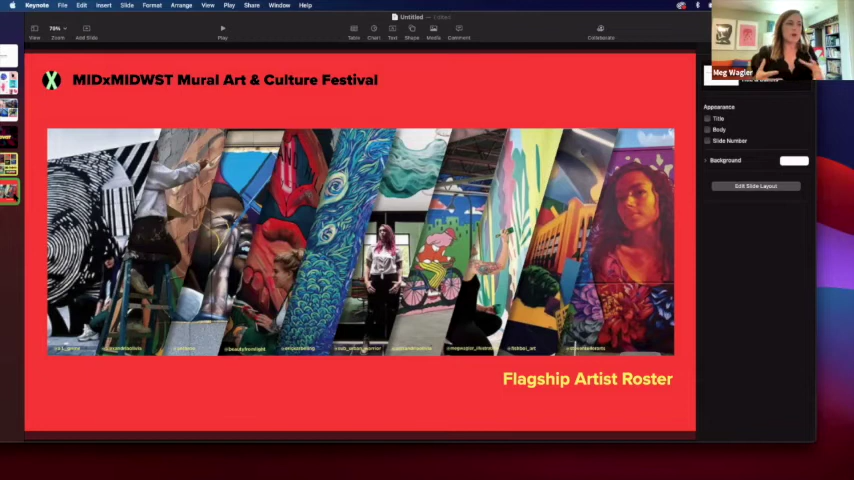 Keynote File Edit Insert Slide Format Arrange View Play Share Window Help
Untitled — Edited
79%
View Zoom Add Slide Play Table Chart Text Shape Media Comment Collaborate
Meg Wagler
X MIDxMIDWST Mural Art & Culture Festival
Appearance
Title
Body
Slide Number
Background
Edit Slide Layout
Flagship Artist Roster